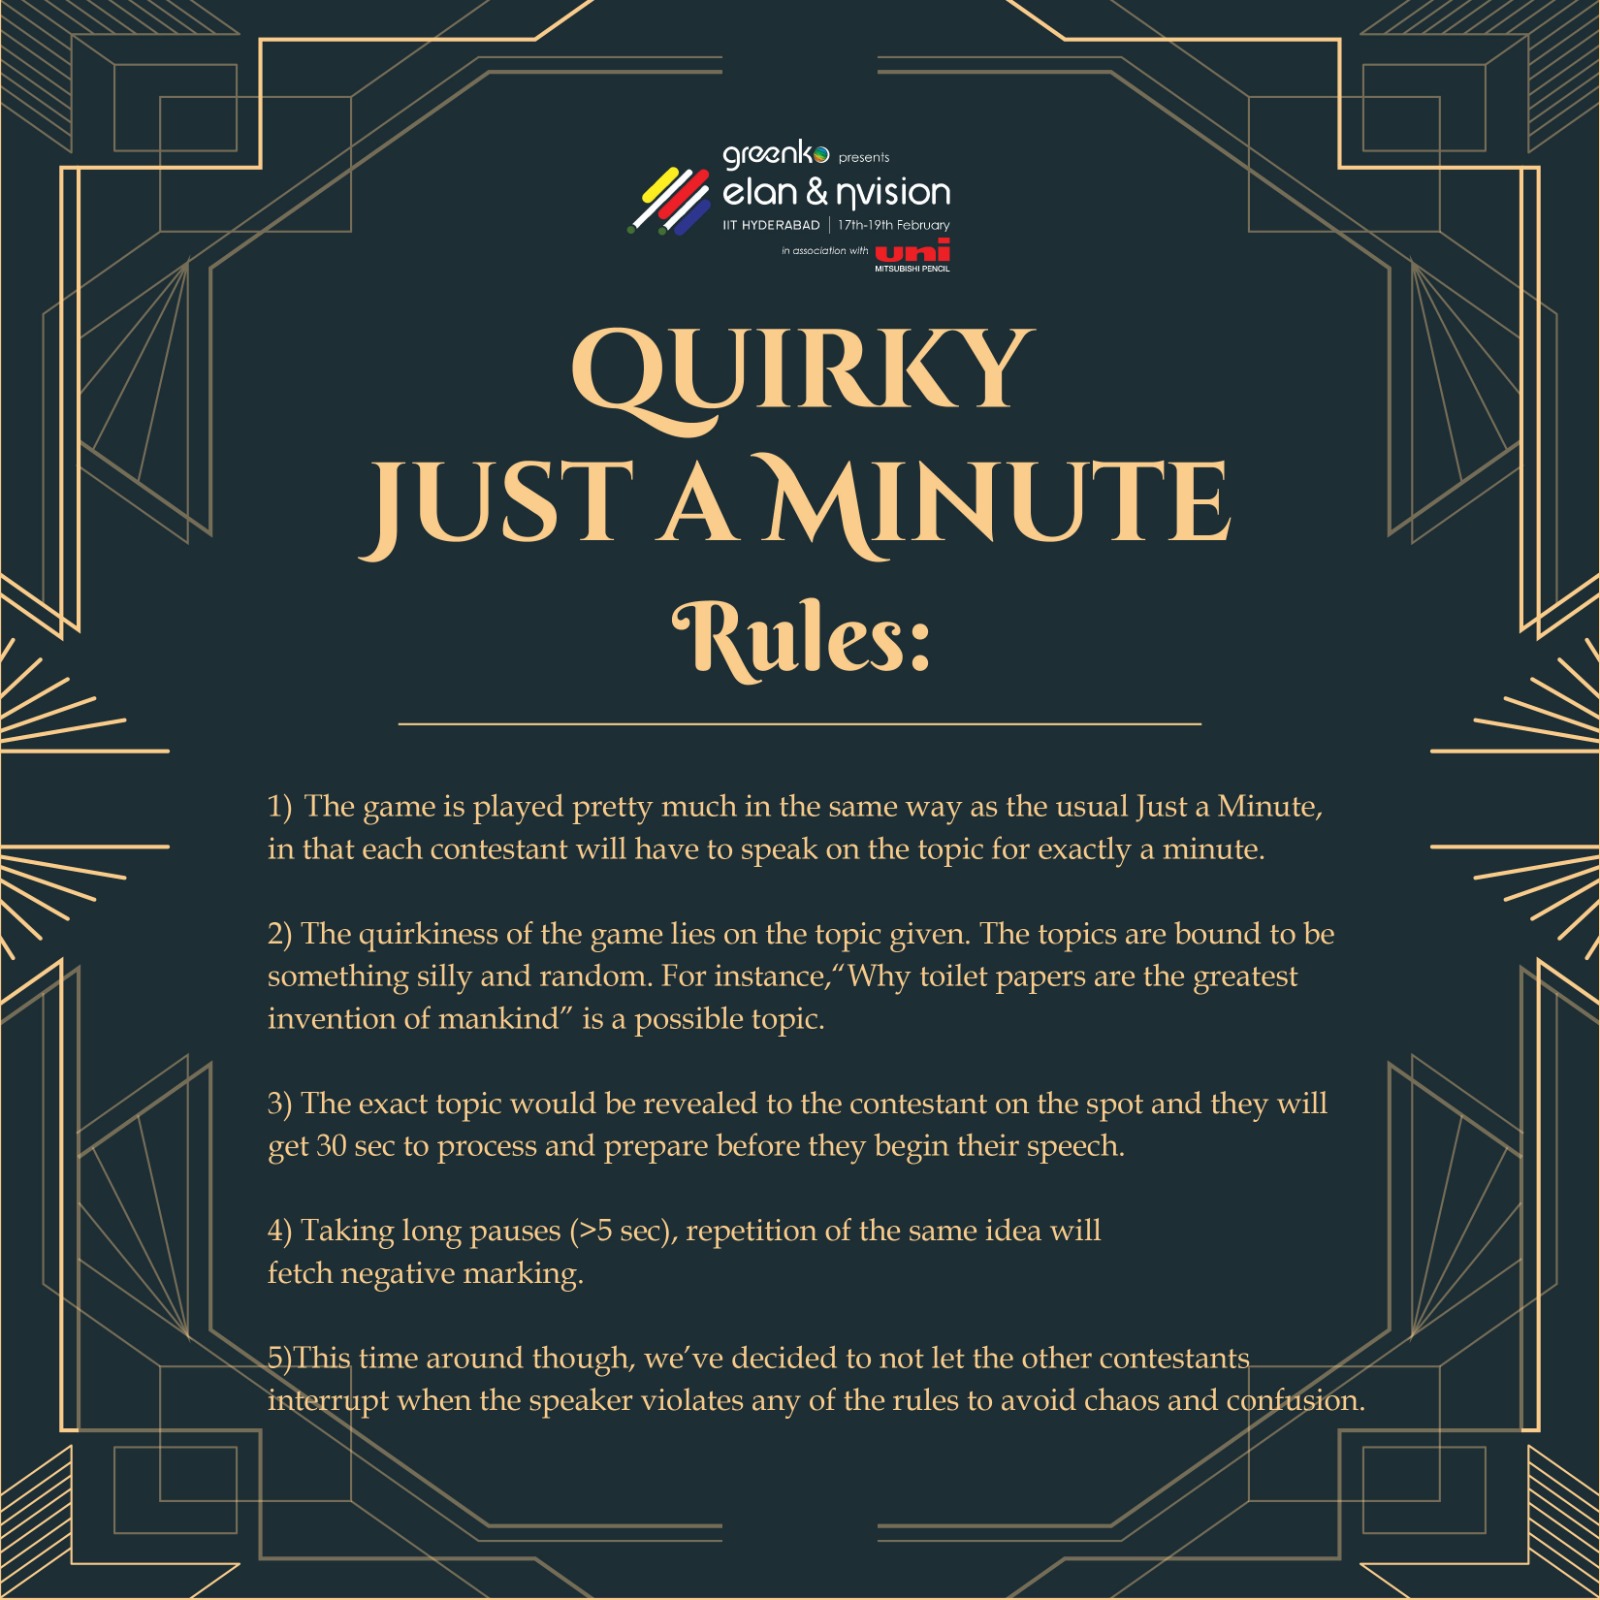 greenko presents
elan & ηvision
IIT HYDERABAD | 17th-19th February
in association with uni
MITSUBISHI PENCIL
QUIRKY
JUST A MINUTE
Rules:
1) The game is played pretty much in the same way as the usual Just a Minute,
in that each contestant will have to speak on the topic for exactly a minute.
2) The quirkiness of the game lies on the topic given. The topics are bound to be
something silly and random. For instance,“Why toilet papers are the greatest
invention of mankind” is a possible topic.
3) The exact topic would be revealed to the contestant on the spot and they will
get 30 sec to process and prepare before they begin their speech.
4) Taking long pauses (>5 sec), repetition of the same idea will
fetch negative marking.
5)This time around though, we’ve decided to not let the other contestants
interrupt when the speaker violates any of the rules to avoid chaos and confusion.